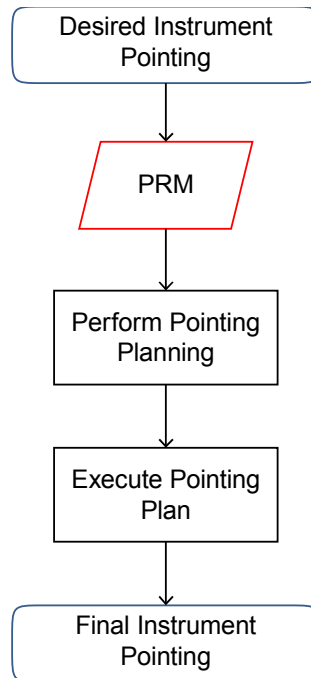 Desired Instrument
Pointing
PRM
Perform Pointing
Planning
Execute Pointing
Plan
Final Instrument
Pointing